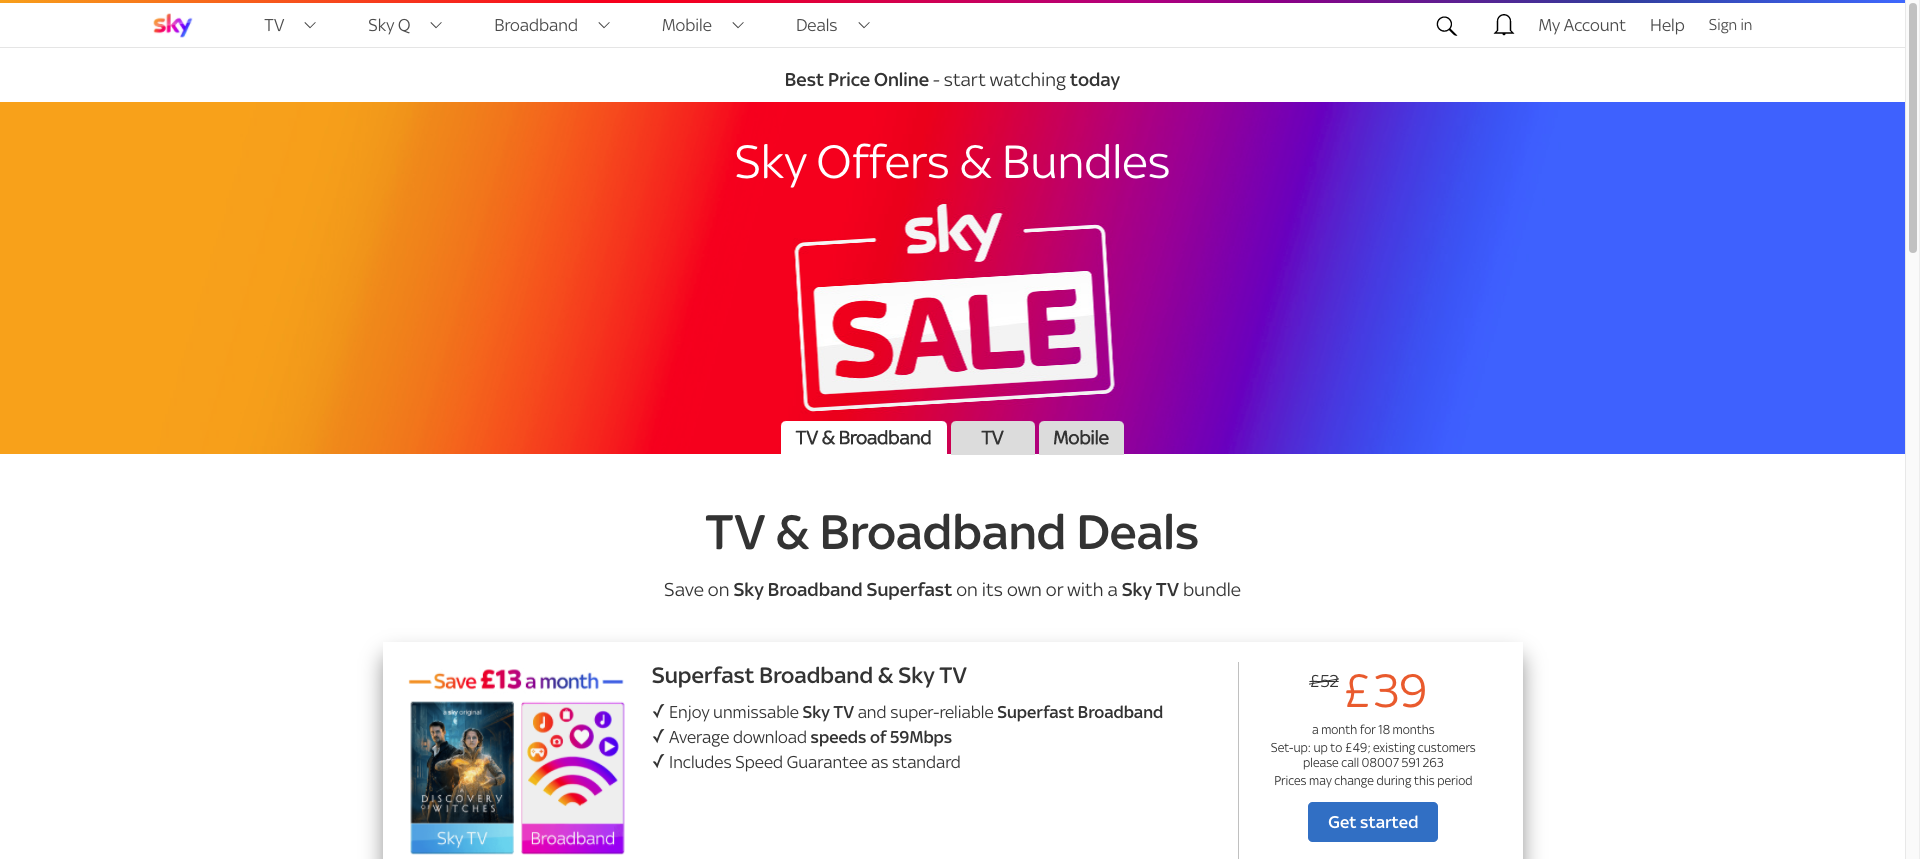 sky
TV
Sky Q
Broadband
Mobile
Deals
My Account
Help
Sign in
Best Price Online - start watching today
Sky Offers & Bundles
sky
SALE
TV & Broadband
TV
Mobile
TV & Broadband Deals
Save on Sky Broadband Superfast on its own or with a Sky TV bundle
Save £13 a month
a sky original
A
DISCOVERY
OF WITCHES
Sky TV
Broadband
Superfast Broadband & Sky TV
✓ Enjoy unmissable Sky TV and super-reliable Superfast Broadband
✓ Average download speeds of 59Mbps
✓ Includes Speed Guarantee as standard
£52 £39
a month for 18 months
Set-up: up to £49; existing customers
please call 08007 591 263
Prices may change during this period
Get started